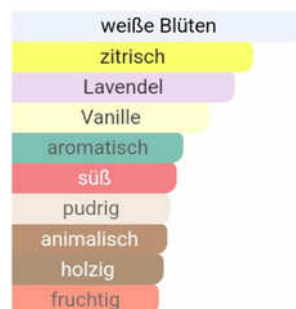 weiße Blüten
zitrisch
Lavendel
Vanille
aromatisch
süß
pudrig
animalisch
holzig
fruchtig